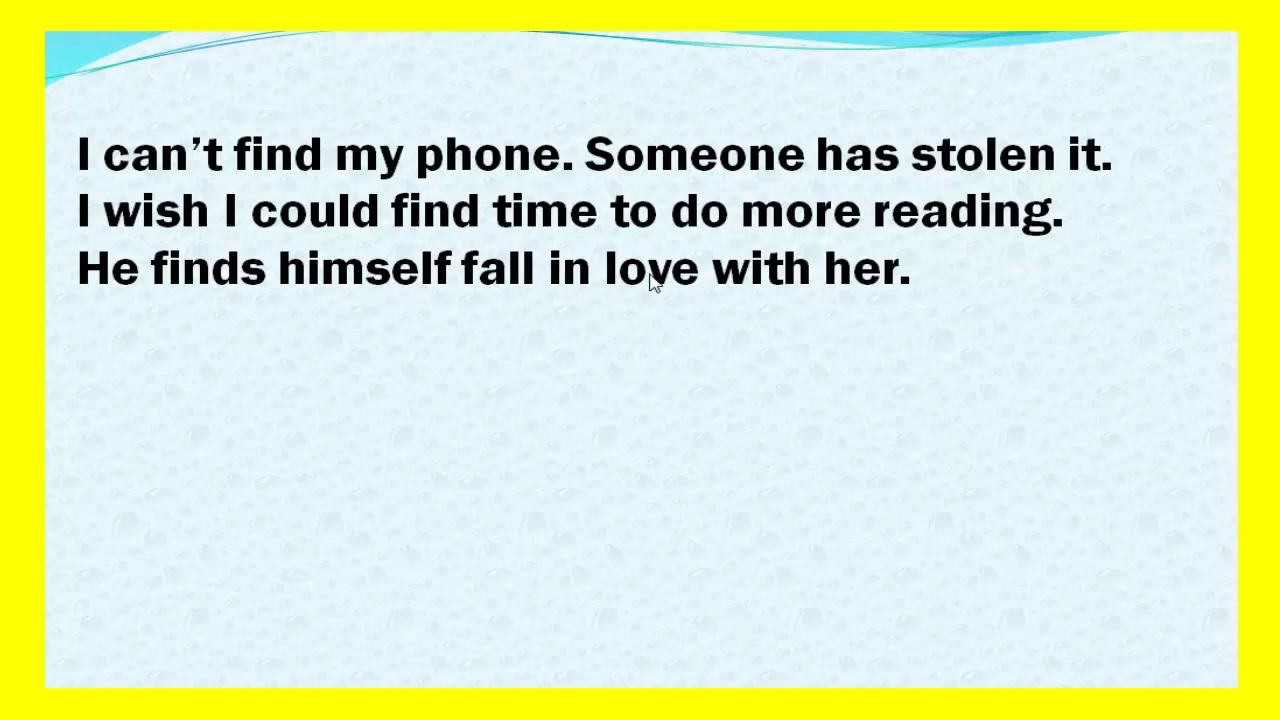 I can’t find my phone. Someone has stolen it.
I wish I could find time to do more reading.
He finds himself fall in love with her.